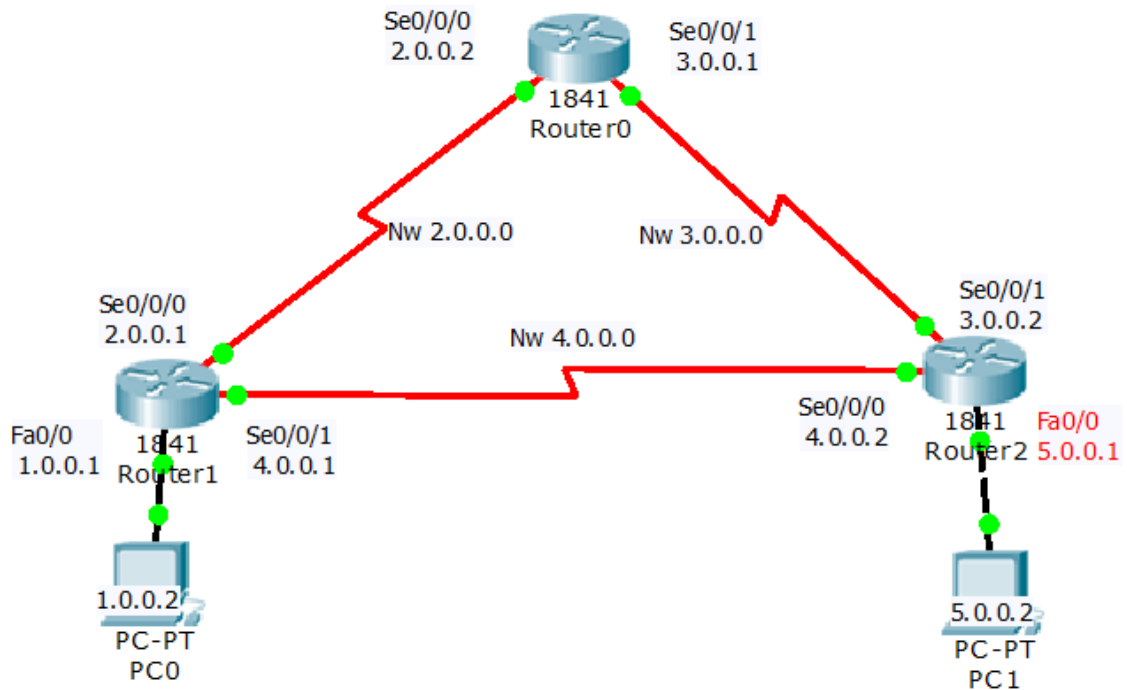 Se0/0/0
2.0.0.2
Se0/0/1
3.0.0.1
1841
Router0
Nw 2.0.0.0
Nw 3.0.0.0
Se0/0/0
2.0.0.1
Nw 4.0.0.0
Se0/0/1
3.0.0.2
Fa0/0
1.0.0.1
1841
Router1
Se0/0/1
4.0.0.1
Se0/0/0
4.0.0.2
1841
Router2
Fa0/0
5.0.0.1
1.0.0.2
PC-PT
PC0
5.0.0.2
PC-PT
PC1